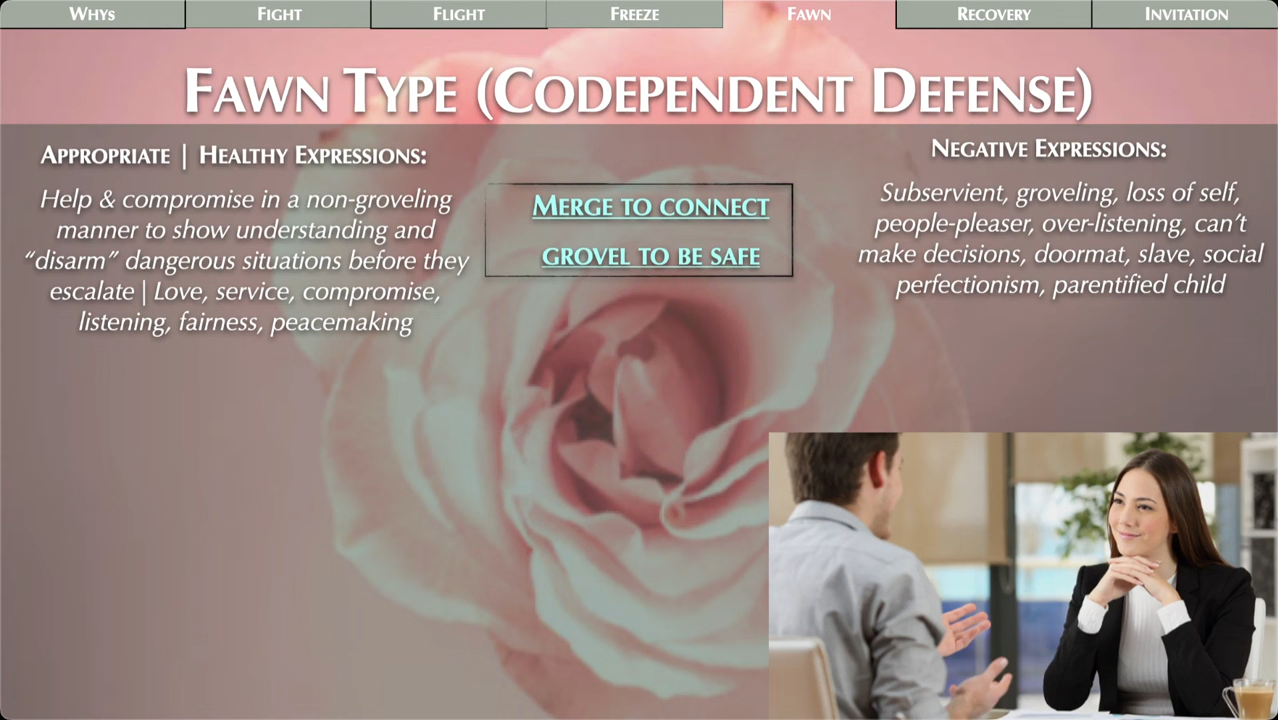 Whys
Fight
Flight
Freeze
Fawn
Recovery
Invitation
Fawn Type (Codependent Defense)
Appropriate | Healthy Expressions:
Help & compromise in a non-groveling
manner to show understanding and
“disarm” dangerous situations before they
escalate | Love, service, compromise,
listening, fairness, peacemaking
Merge to connect
grovel to be safe
Negative Expressions:
Subservient, groveling, loss of self,
people-pleaser, over-listening, can’t
make decisions, doormat, slave, social
perfectionism, parentified child